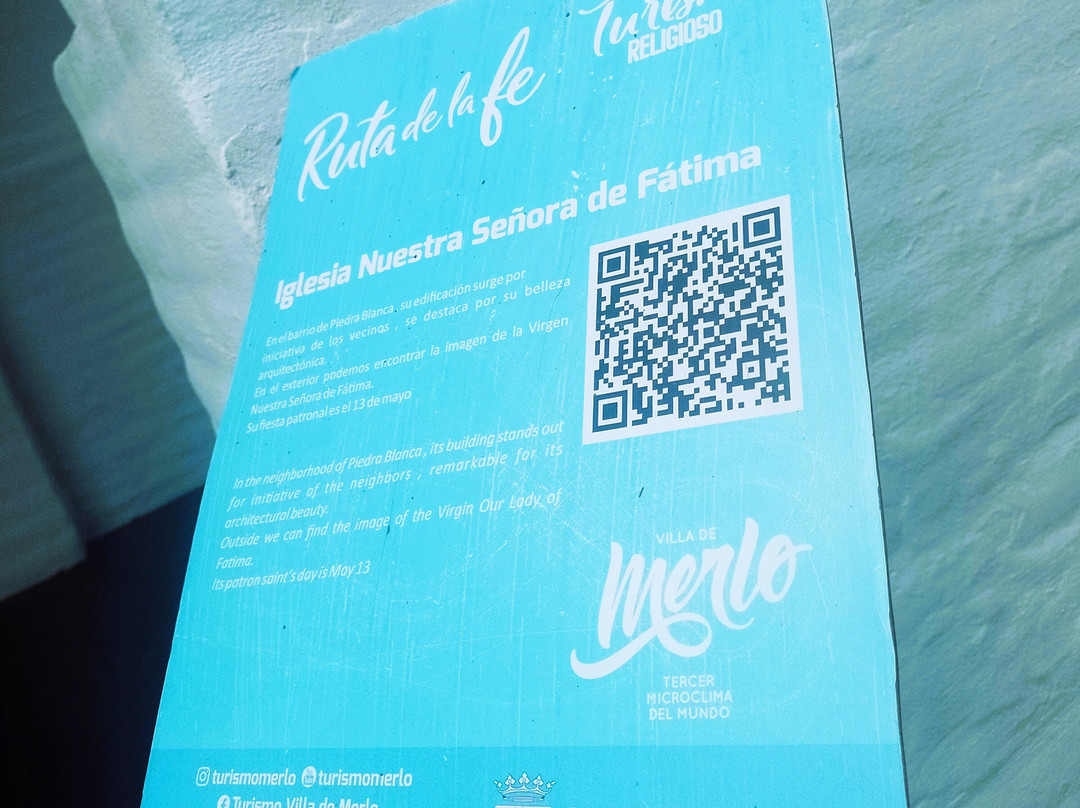 Turismo
RELIGIOSO
Ruta de la fe
Iglesia Nuestra Señora de Fátima
En el barrio de Piedra Blanca, su edificación surge por
iniciativa de los vecinos , se destaca por su belleza
arquitectónica.
En el exterior podemos encontrar la imagen de la Virgen
Nuestra Señora de Fátima.
Su fiesta patronal es el 13 de mayo
In the neighborhood of Piedra Blanca , its building stands out
for initiative of the neighbors , remarkable for its
architectural beauty.
Outside we can find the image of the Virgin Our Lady of
Fatima.
Its patron saint's day is May 13
VILLA DE
Merlo
TERCER
MICROCLIMA
DEL MUNDO
turismomerlo turismomerlo
Turismo Villa de Merlo